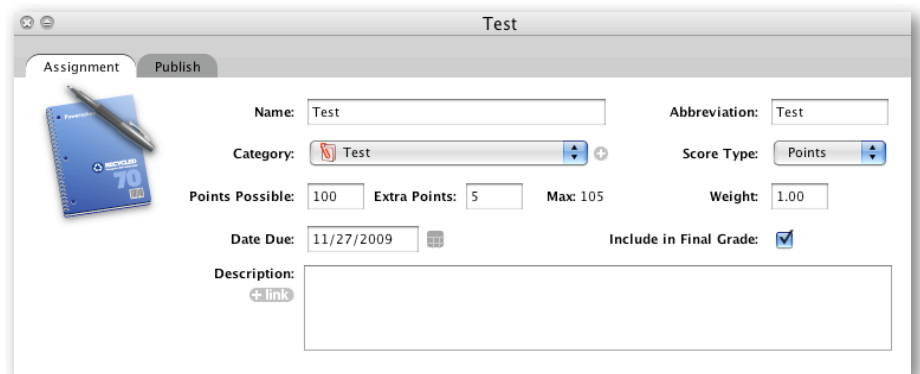 Test
Assignment Publish
Name: Test Abbreviation: Test
Category: Test Score Type: Points
Points Possible: 100 Extra Points: 5 Max: 105 Weight: 1.00
Date Due: 11/27/2009 Include in Final Grade:
Description:
+ link
RECYCLED
70